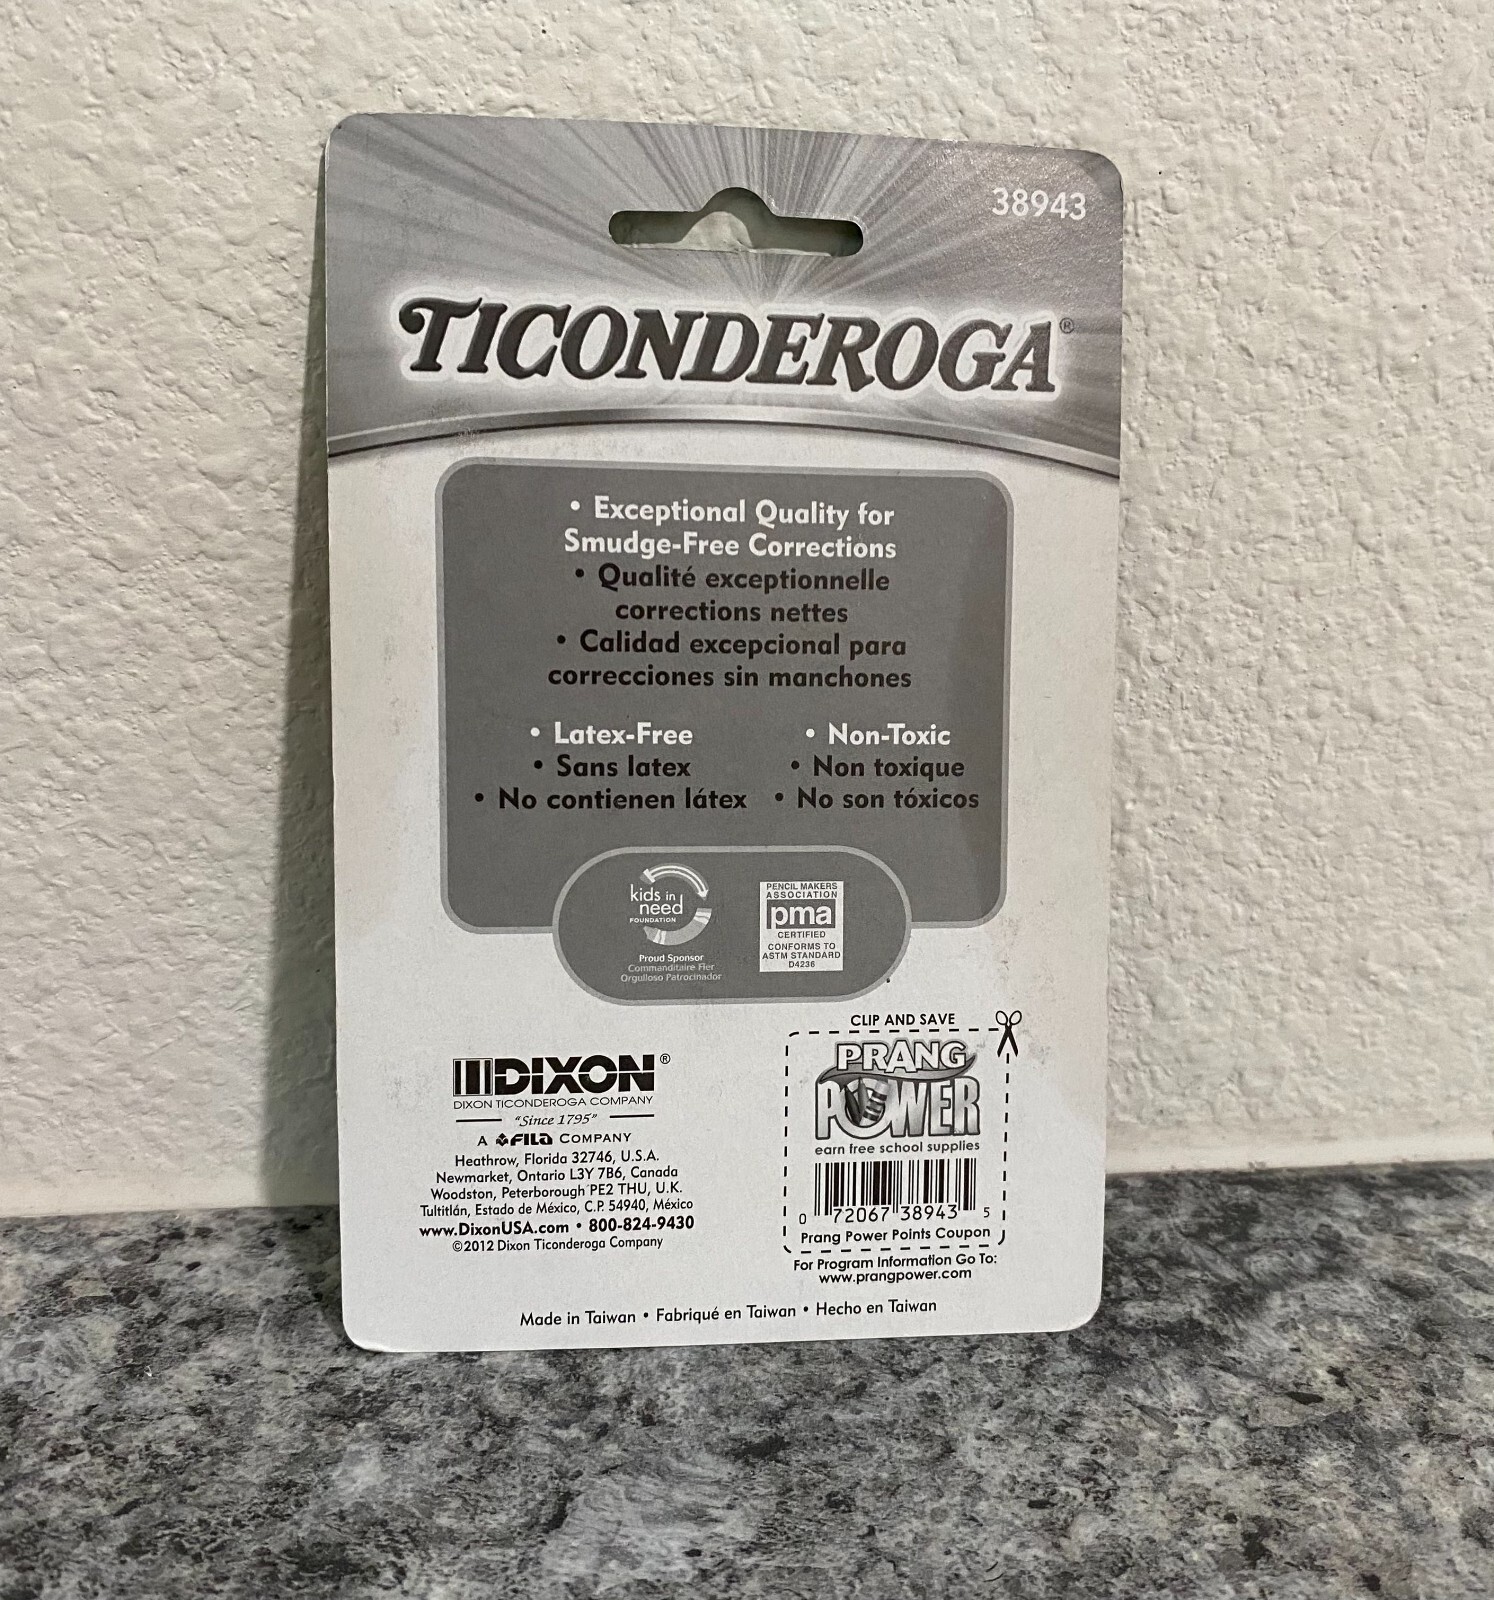 38943
TICONDEROGA®
• Exceptional Quality for
Smudge-Free Corrections
• Qualité exceptionnelle
corrections nettes
• Calidad excepcional para
correcciones sin manchones
• Latex-Free
• Sans latex
• No contienen látex
• Non-Toxic
• Non toxique
• No son tóxicos
kids in
need
FOUNDATION
Proud Sponsor
Commanditaire Fier
Orgulloso Patrocinador
PENCIL MAKERS
ASSOCIATION
pma
CERTIFIED
CONFORMS TO
ASTM STANDARD
D4236
DIXON®
DIXON TICONDEROGA COMPANY
"Since 1795"
A FILA COMPANY
Heathrow, Florida 32746, U.S.A.
Newmarket, Ontario L3Y 7B6, Canada
Woodston, Peterborough PE2 THU, U.K.
Tultitlán, Estado de México, C.P. 54940, México
www.DixonUSA.com • 800-824-9430
©2012 Dixon Ticonderoga Company
CLIP AND SAVE
PRANG
POWER
earn free school supplies
0 72067 38943 5
Prang Power Points Coupon
For Program Information Go To:
www.prangpower.com
Made in Taiwan • Fabriqué en Taiwan • Hecho en Taiwan